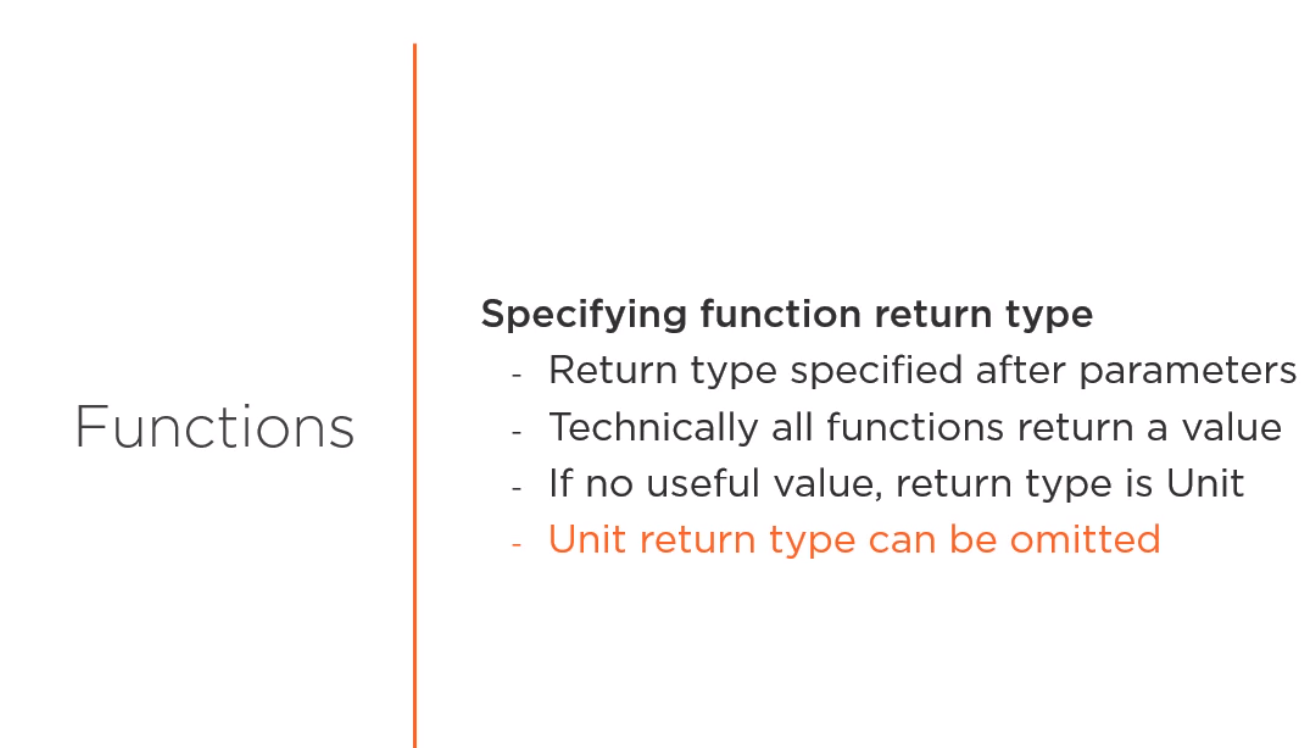 Functions
Specifying function return type
- Return type specified after parameters
- Technically all functions return a value
- If no useful value, return type is Unit
- Unit return type can be omitted